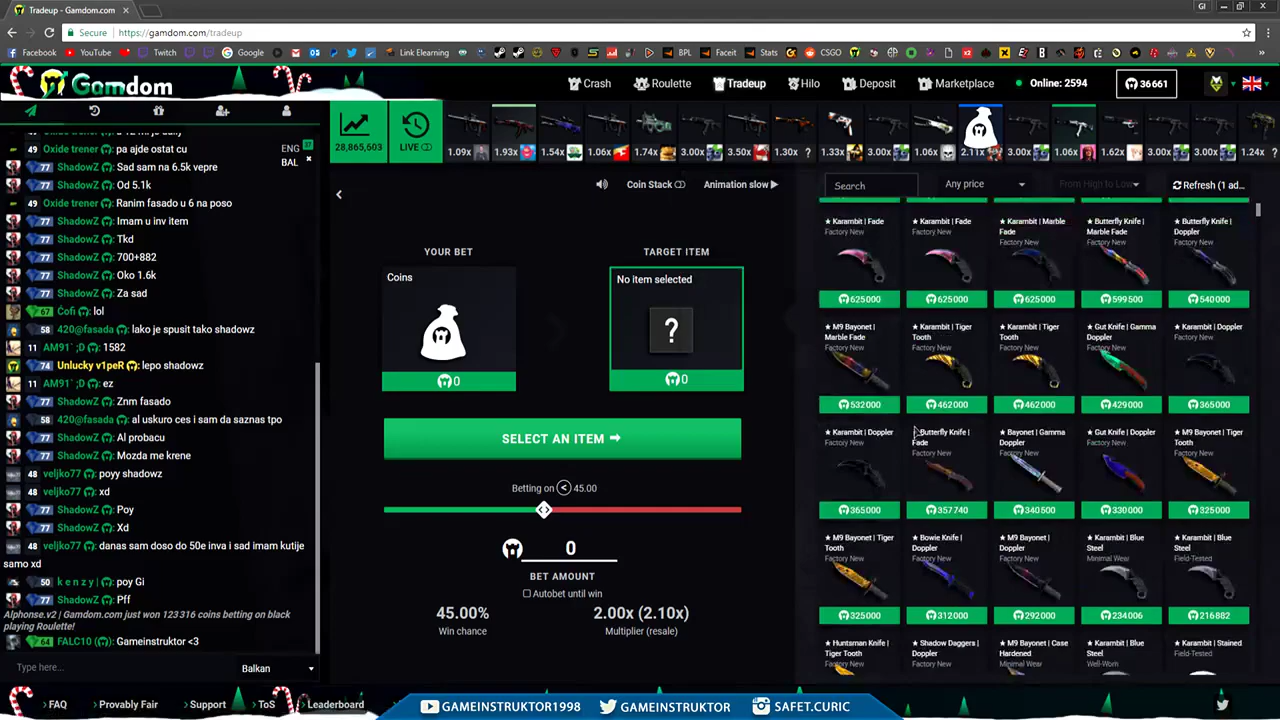 Tradeup - Gamdom.com
GI
Secure
https://gamdom.com/tradeup
Facebook
YouTube
Twitch
Google
Link Elearning
BPL
Faceit
Stats
CSGO
Gamdom
Crash
Roulette
Tradeup
Hilo
Deposit
Marketplace
Online: 2594
36661
28,865,603
LIVE
1.09x
1.93x
1.54x
1.06x
1.74x
3.00x
3.50x
1.30x
?
1.33x
3.00x
1.06x
2.11x
3.00x
1.06x
1.62x
3.00x
3.00x
1.24x
?
ENG
37
BAL
49 Oxide trener : pa ajde ostat cu
77 ShadowZ : Sad sam na 6.5k vepre
77 ShadowZ : Od 5.1k
49 Oxide trener : Ranim fasado u 6 na poso
77 ShadowZ : Imam u inv item
77 ShadowZ : Tkd
77 ShadowZ : 700+882
77 ShadowZ : Oko 1.6k
77 ShadowZ : Za sad
67 Ćofi : lol
58 420@fasada : lako je spusit tako shadowz
11 AM91` ;D : 1582
74 Unlucky v1peR : lepo shadowz
11 AM91` ;D : ez
77 ShadowZ : Znm fasado
58 420@fasada : al uskuro ces i sam da saznas tpo
77 ShadowZ : Al probacu
77 ShadowZ : Mozda me krene
48 veljko77 : poyy shadowz
48 veljko77 : xd
77 ShadowZ : Poy
77 ShadowZ : Xd
48 veljko77 : danas sam doso do 50e inva i sad imam kutije
samo xd
50 k e n z y | : poy Gi
77 ShadowZ : Pff
Alphonse.v2 | Gamdom.com just won 123316 coins betting on black
playing Roulette!
64 FALC10 : Gameinstruktor <3
Type here...
Balkan
Coin Stack
Animation slow
YOUR BET
TARGET ITEM
Coins
No item selected
?
0
0
SELECT AN ITEM
Betting on < 45.00
0
BET AMOUNT
Autobet until win
45.00%
Win chance
2.00x (2.10x)
Multiplier (resale)
Search
Any price
From High to Low
Refresh (1 ad...
★ Karambit | Fade
Factory New
625000
★ Karambit | Fade
Factory New
625000
★ Karambit | Marble
Fade
Factory New
625000
★ Butterfly Knife |
Marble Fade
Factory New
599500
★ Butterfly Knife |
Doppler
Factory New
540000
★ M9 Bayonet |
Marble Fade
Factory New
532000
★ Karambit | Tiger
Tooth
Factory New
462000
★ Karambit | Tiger
Tooth
Factory New
462000
★ Gut Knife | Gamma
Doppler
Factory New
429000
★ Karambit | Doppler
Factory New
365000
★ Karambit | Doppler
Factory New
365000
Butterfly Knife |
Fade
Factory New
357740
★ Bayonet | Gamma
Doppler
Factory New
340500
★ Gut Knife | Doppler
Factory New
330000
★ M9 Bayonet | Tiger
Tooth
Factory New
325000
★ M9 Bayonet | Tiger
Tooth
Factory New
325000
★ Bowie Knife |
Doppler
Factory New
312000
★ M9 Bayonet |
Doppler
Factory New
292000
★ Karambit | Blue
Steel
Minimal Wear
234006
★ Karambit | Blue
Steel
Field-Tested
216882
★ Huntsman Knife |
Tiger Tooth
Factory New
★ Shadow Daggers |
Doppler
Factory New
★ M9 Bayonet | Case
Hardened
Minimal Wear
★ Karambit | Blue
Steel
Well-Worn
★ Karambit | Stained
Field-Tested
FAQ
Provably Fair
Support
ToS
Leaderboard
GAMEINSTRUKTOR1998
GAMEINSTRUKTOR
SAFET.CURIC